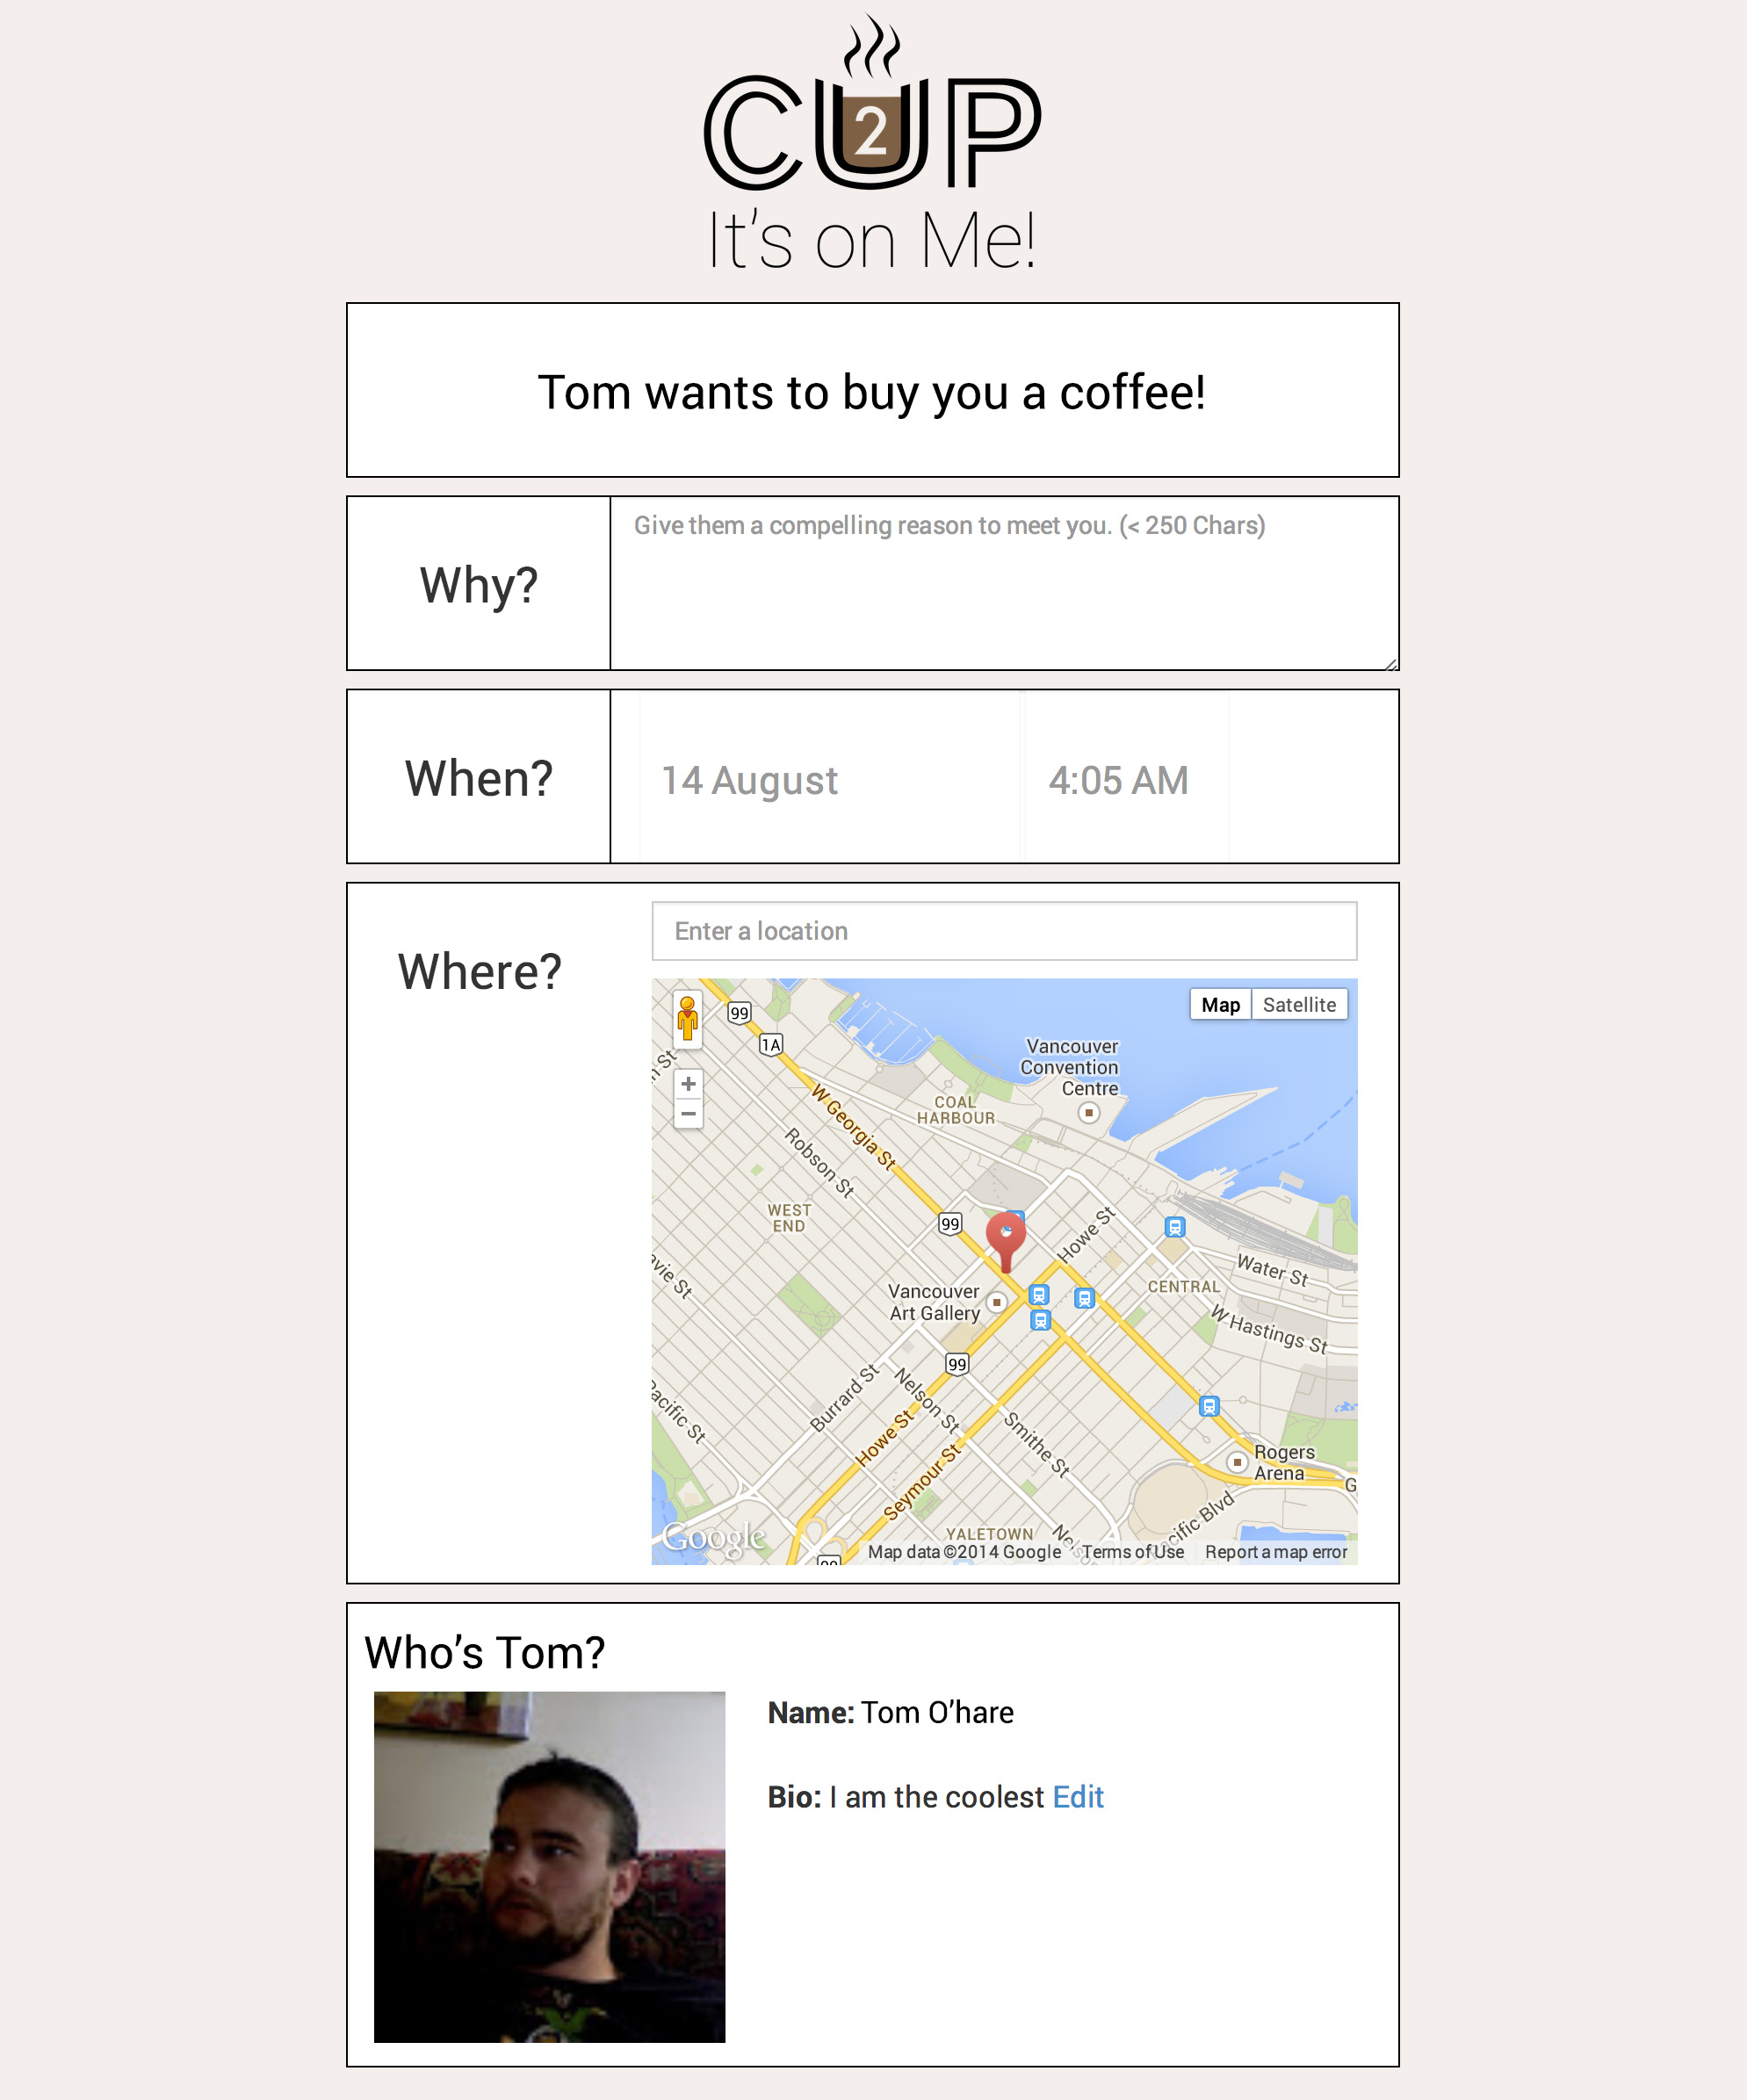 CUP
2
It's on Me!
Tom wants to buy you a coffee!
Why?
Give them a compelling reason to meet you. (< 250 Chars)
When?
14 August
4:05 AM
Where?
Enter a location
Map
Satellite
99
1A
Vancouver
Convention
Centre
COAL
HARBOUR
W Georgia St
Robson St
WEST
END
99
Howe St
Water St
CENTRAL
Vancouver
Art Gallery
W Hastings St
99
Burrard St
Nelson St
Howe St
Smithe St
Seymour St
Rogers
Arena
YALETOWN
Google
Map data ©2014 Google
Terms of Use
Report a map error
Who's Tom?
Name: Tom O'hare
Bio: I am the coolest Edit